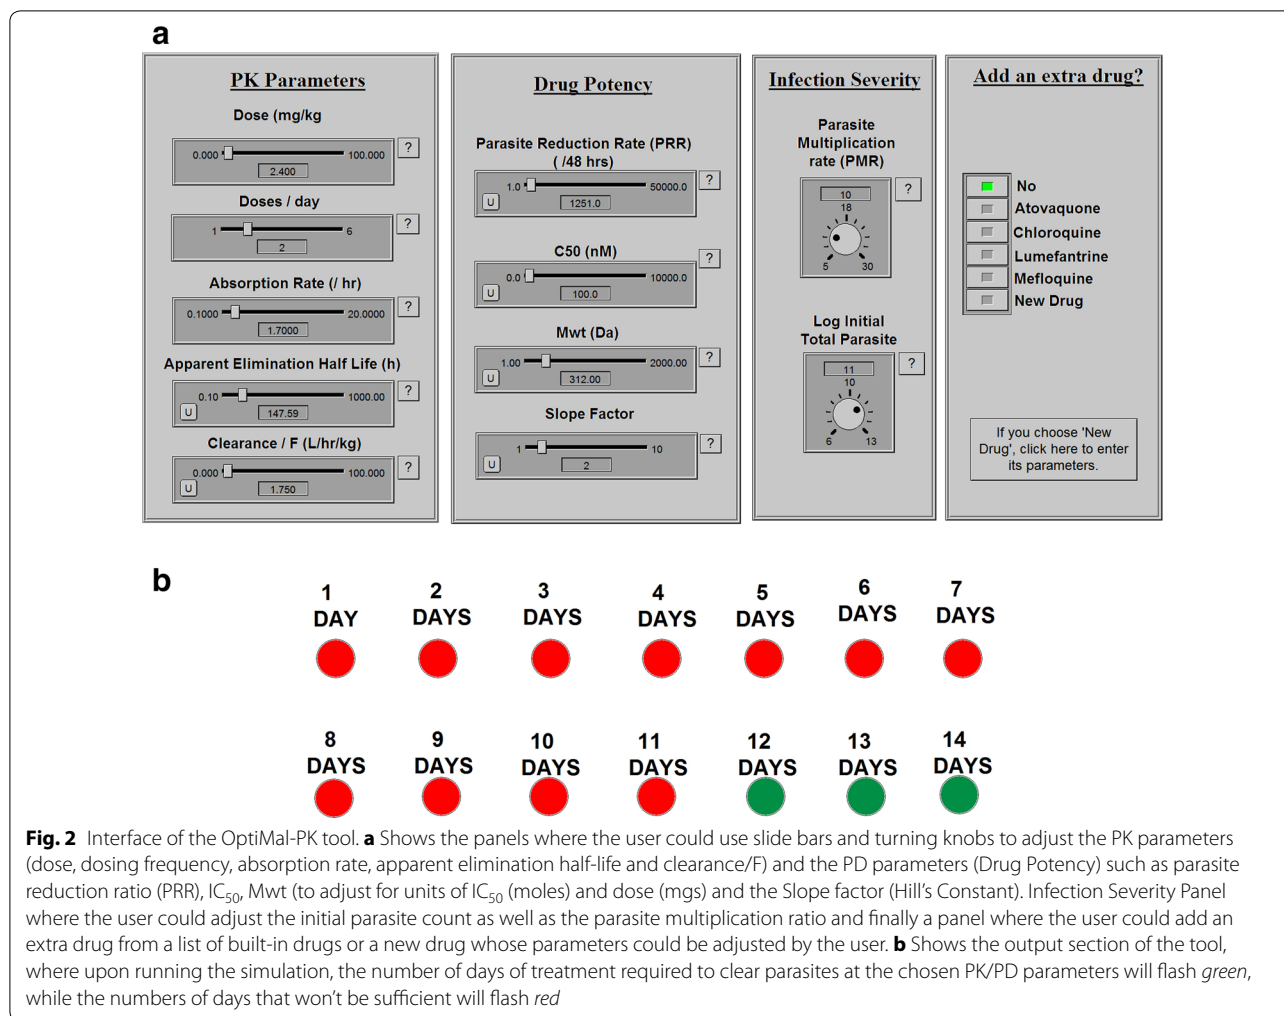 a
PK Parameters
Dose (mg/kg
0.000 100.000 ?
2.400
Doses / day
1 6 ?
2
Absorption Rate (/ hr)
0.1000 20.0000 ?
1.7000
Apparent Elimination Half Life (h)
0.10 1000.00 ?
U 147.59
Clearance / F (L/hr/kg)
0.000 100.000 ?
U 1.750
Drug Potency
Parasite Reduction Rate (PRR)
( /48 hrs)
1.0 50000.0 ?
U 1251.0
C50 (nM)
0.0 10000.0 ?
U 100.0
Mwt (Da)
1.00 2000.00 ?
U 312.00
Slope Factor
1 10 ?
U 2
Infection Severity
Parasite
Multiplication
rate (PMR)
10 ?
18
5 30
Log Initial
Total Parasite
11 ?
10
6 13
Add an extra drug?
No
Atovaquone
Chloroquine
Lumefantrine
Mefloquine
New Drug
If you choose 'New
Drug', click here to enter
its parameters.
b
1 2 3 4 5 6 7
DAY DAYS DAYS DAYS DAYS DAYS DAYS
8 9 10 11 12 13 14
DAYS DAYS DAYS DAYS DAYS DAYS DAYS
Fig. 2 Interface of the OptiMal-PK tool. a Shows the panels where the user could use slide bars and turning knobs to adjust the PK parameters
(dose, dosing frequency, absorption rate, apparent elimination half-life and clearance/F) and the PD parameters (Drug Potency) such as parasite
reduction ratio (PRR), IC50, Mwt (to adjust for units of IC50 (moles) and dose (mgs) and the Slope factor (Hill's Constant). Infection Severity Panel
where the user could adjust the initial parasite count as well as the parasite multiplication ratio and finally a panel where the user could add an
extra drug from a list of built-in drugs or a new drug whose parameters could be adjusted by the user. b Shows the output section of the tool,
where upon running the simulation, the number of days of treatment required to clear parasites at the chosen PK/PD parameters will flash green,
while the numbers of days that won't be sufficient will flash red